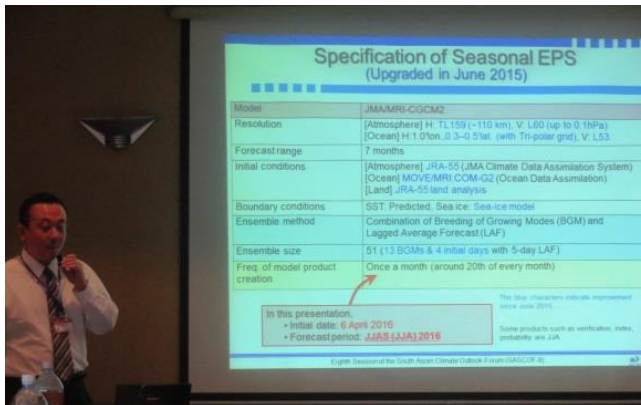 Specification of Seasonal EPS
(Upgraded in June 2015)
Model JMA/MRI-CGCM2
Resolution [Atmosphere] H: TL159 (~110 km), V: L60 (up to 0.1hPa)
[Ocean] H:1.0°lon.,0.3–0.5°lat. (with Tri-polar grid), V: L53
Forecast range 7 months
Initial conditions [Atmosphere] JRA-55 (JMA Climate Data Assimilation System)
[Ocean] MOVE/MRI.COM-G2 (Ocean Data Assimilation)
[Land] JRA-55 land analysis
Boundary conditions SST: Predicted, Sea ice: Sea-ice model
Ensemble method Combination of Breeding of Growing Modes (BGM) and
Lagged Average Forecast (LAF)
Ensemble size 51 (13 BGMs & 4 initial days with 5-day LAF)
Freq. of model product Once a month (around 20th of every month)
creation
In this presentation,
• Initial date: 6 April 2016
• Forecast period: JJAS (JJA) 2016
The blue characters indicate improvement
since June 2015
Some products such as verification, index,
probability are JJA.
Eighth Session of the South Asian Climate Outlook Forum (SASCOF-8)